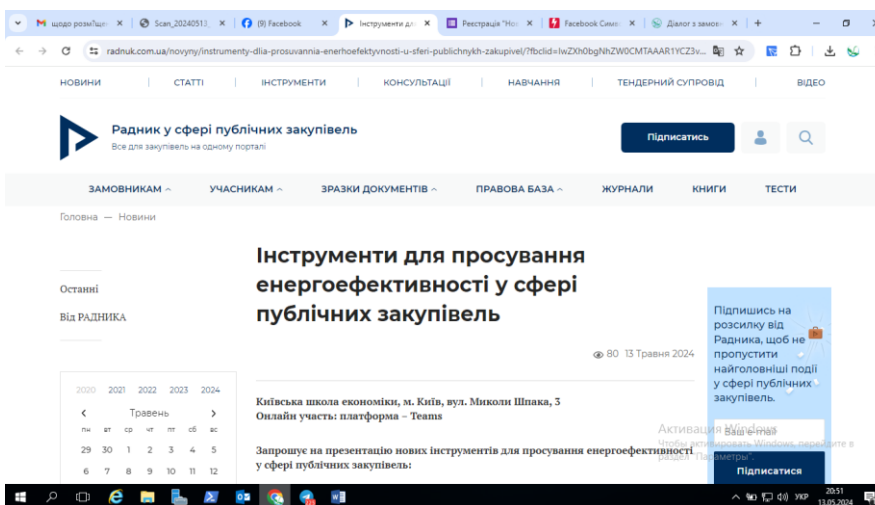 щодо розміще
Scan_20240513_
(9) Facebook
Інструменти дл
Реєстрація "Нов
Facebook Симво
Діалог з замовн
radnuk.com.ua/novyny/instrumenty-dlia-prosuvannia-enerhoefektyvnosti-u-sferi-publichnykh-zakupivel/?fbclid=IwZXh0bgNhZW0CMTAAAR1YCZ3v...
НОВИНИ СТАТТІ ІНСТРУМЕНТИ КОНСУЛЬТАЦІЇ НАВЧАННЯ ТЕНДЕРНИЙ СУПРОВІД ВІДЕО
Радник у сфері публічних закупівель
Все для закупівель на одному порталі
Підписатись
ЗАМОВНИКАМ УЧАСНИКАМ ЗРАЗКИ ДОКУМЕНТІВ ПРАВОВА БАЗА ЖУРНАЛИ КНИГИ ТЕСТИ
Головна — Новини
Інструменти для просування
енергоефективності у сфері
публічних закупівель
80 13 Травня 2024
Останні
Від РАДНИКА
2020 2021 2022 2023 2024
Травень
пн вт ср чт пт сб вс
29 30 1 2 3 4 5
6 7 8 9 10 11 12
Київська школа економіки, м. Київ, вул. Миколи Шпака, 3
Онлайн участь: платформа – Teams
Запрошує на презентацію нових інструментів для просування енергоефективності
у сфері публічних закупівель:
Підпишись на
розсилку від
Радника, щоб не
пропустити
найголовніші події
у сфері публічних
закупівель.
Ваш e-mail
Підписатися
Активация Windows
Чтобы активировать Windows, перейдите в
раздел "Параметры".
УКР
20:51
13.05.2024